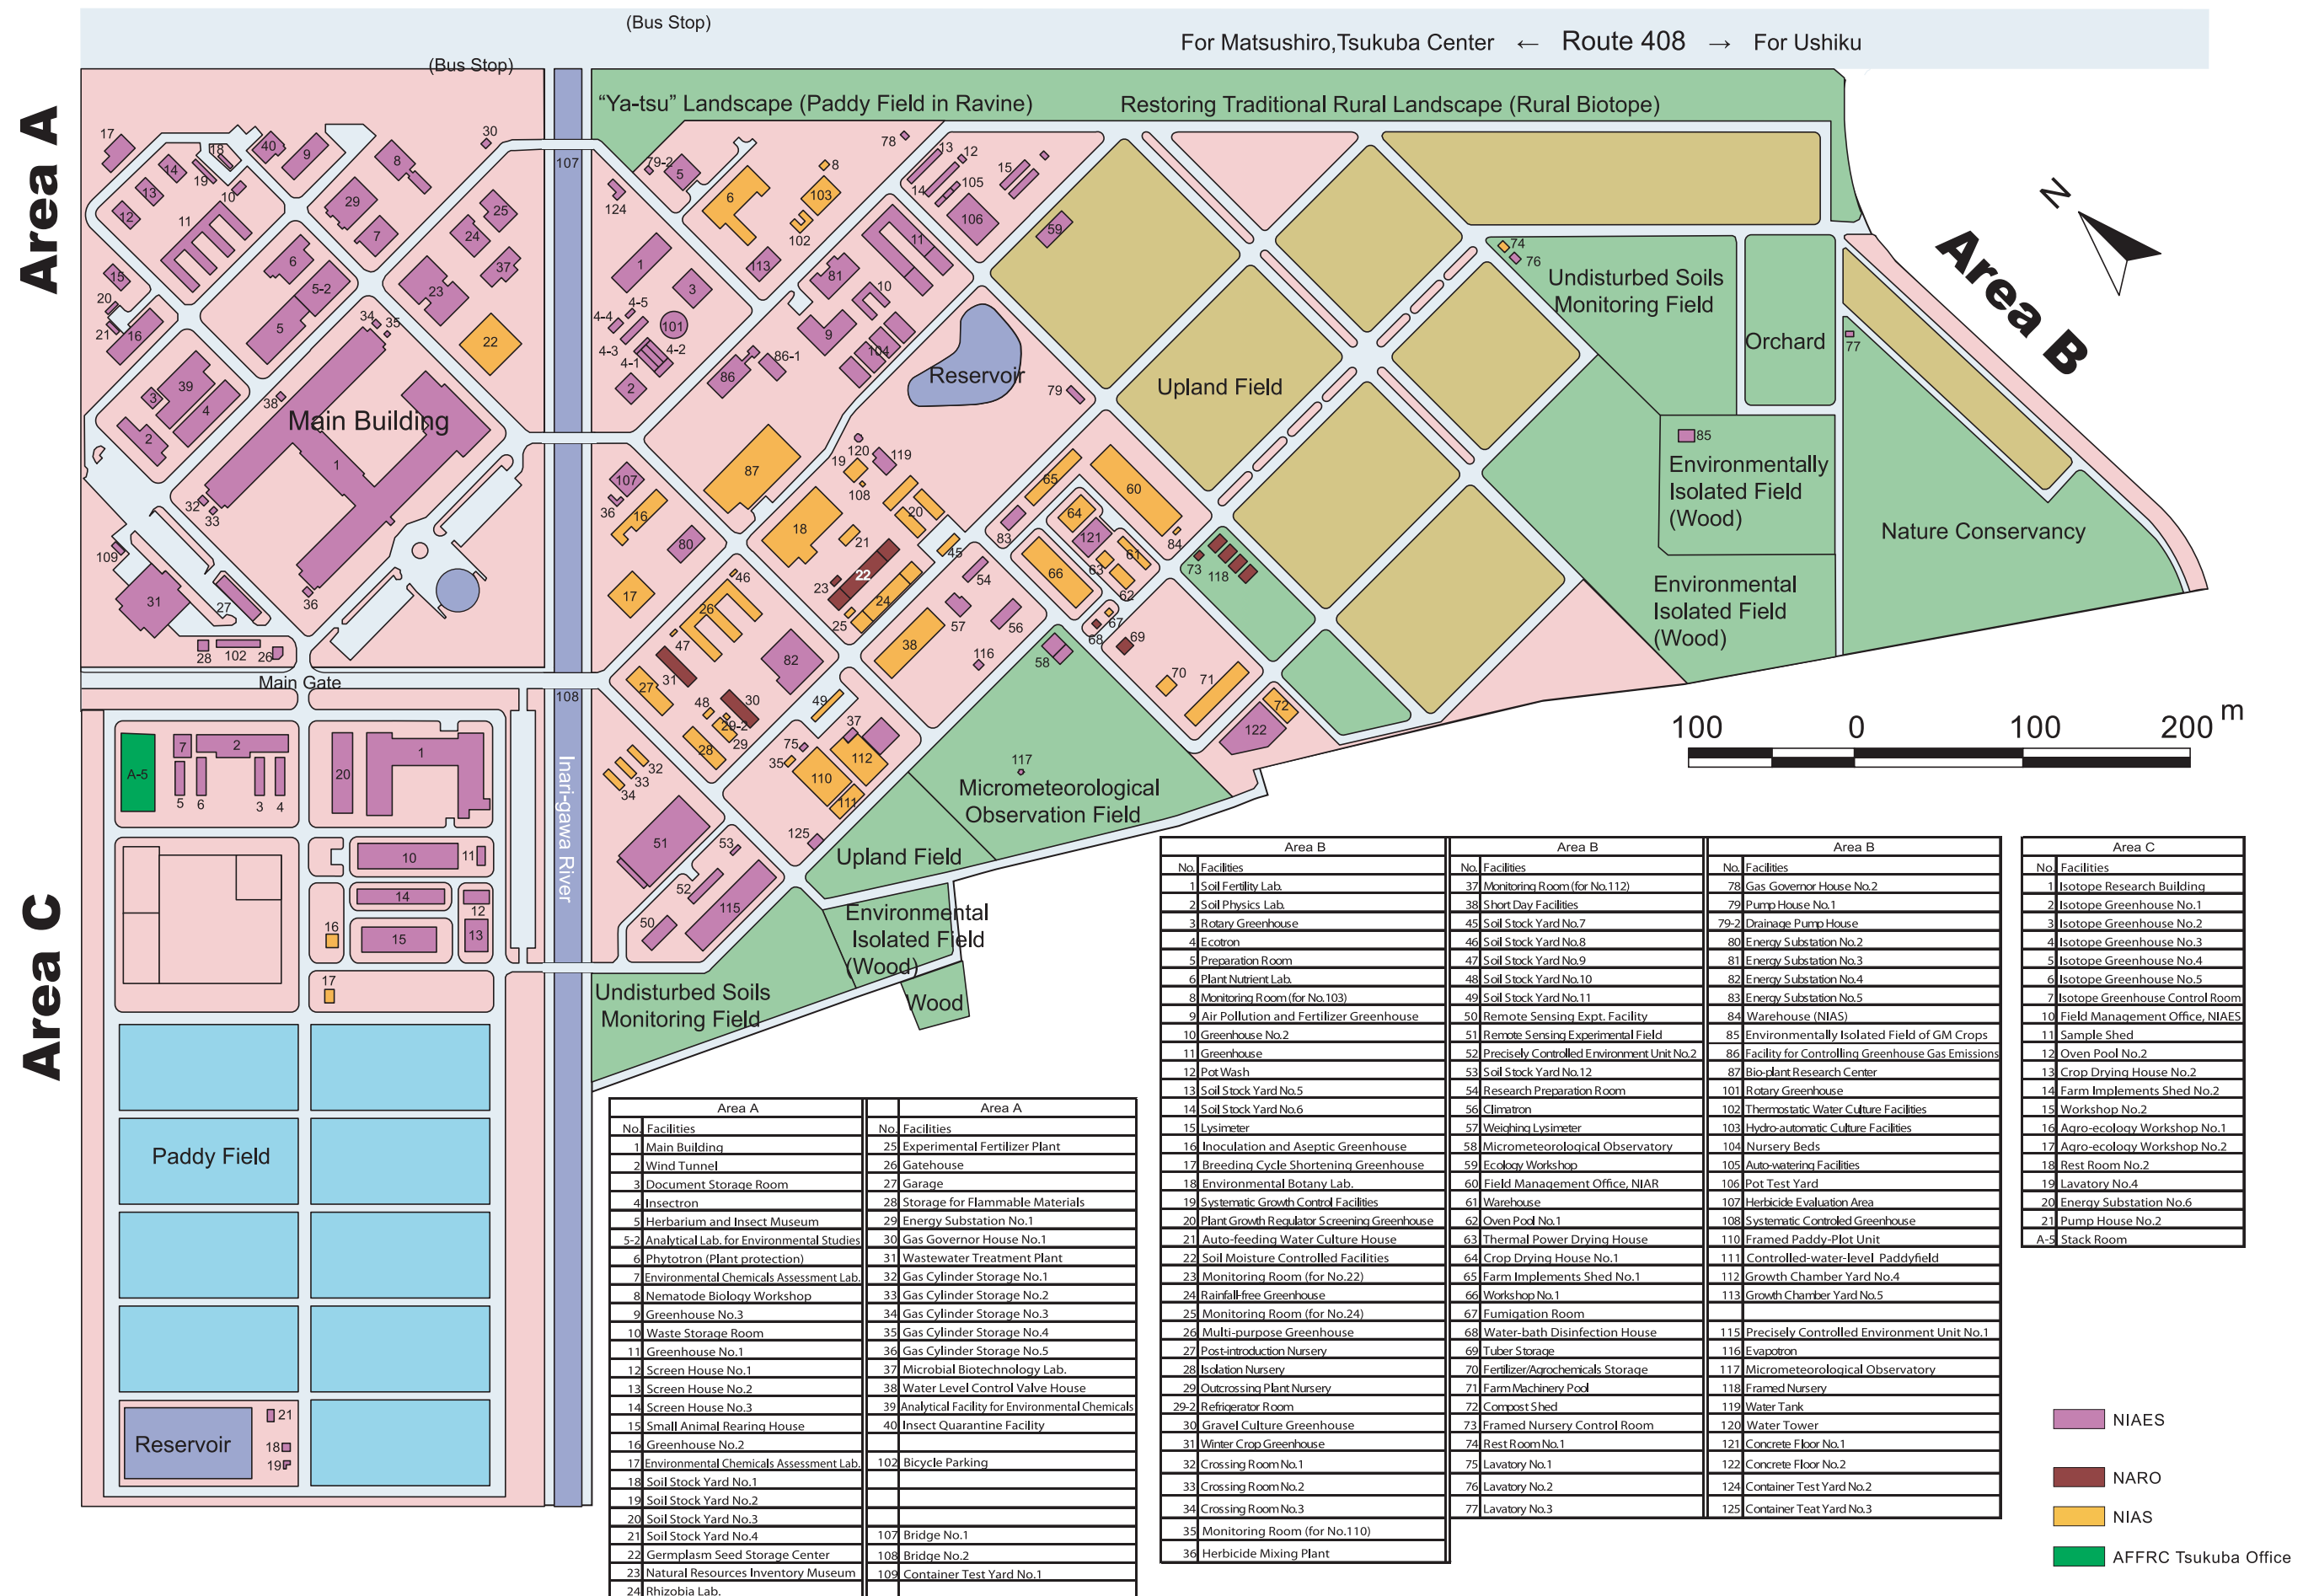 (Bus Stop)
For Matsushiro,Tsukuba Center ← Route 408 → For Ushiku
(Bus Stop)
Area A
Area B
Area C
N
"Ya-tsu" Landscape (Paddy Field in Ravine)
Restoring Traditional Rural Landscape (Rural Biotope)
Undisturbed Soils
Monitoring Field
Orchard
Upland Field
Reservoir
Main Building
Environmentally
Isolated Field
(Wood)
Nature Conservancy
Environmental
Isolated Field
(Wood)
Main Gate
Inari-gawa River
Micrometeorological
Observation Field
Upland Field
Environmental
Isolated Field
(Wood)
Wood
Undisturbed Soils
Monitoring Field
Paddy Field
Reservoir
100 0 100 200 m
Area A
No. Facilities
1 Main Building
2 Wind Tunnel
3 Document Storage Room
4 Insectron
5 Herbarium and Insect Museum
5-2 Analytical Lab. for Environmental Studies
6 Phytotron (Plant protection)
7 Environmental Chemicals Assessment Lab.
8 Nematode Biology Workshop
9 Greenhouse No.3
10 Waste Storage Room
11 Greenhouse No.1
12 Screen House No.1
13 Screen House No.2
14 Screen House No.3
15 Small Animal Rearing House
16 Greenhouse No.2
17 Environmental Chemicals Assessment Lab.
18 Soil Stock Yard No.1
19 Soil Stock Yard No.2
20 Soil Stock Yard No.3
21 Soil Stock Yard No.4
22 Germplasm Seed Storage Center
23 Natural Resources Inventory Museum
24 Rhizobia Lab.
Area A
No. Facilities
25 Experimental Fertilizer Plant
26 Gatehouse
27 Garage
28 Storage for Flammable Materials
29 Energy Substation No.1
30 Gas Governor House No.1
31 Wastewater Treatment Plant
32 Gas Cylinder Storage No.1
33 Gas Cylinder Storage No.2
34 Gas Cylinder Storage No.3
35 Gas Cylinder Storage No.4
36 Gas Cylinder Storage No.5
37 Microbial Biotechnology Lab.
38 Water Level Control Valve House
39 Analytical Facility for Environmental Chemicals
40 Insect Quarantine Facility
102 Bicycle Parking
107 Bridge No.1
108 Bridge No.2
109 Container Test Yard No.1
Area B
No. Facilities
1 Soil Fertility Lab.
2 Soil Physics Lab.
3 Rotary Greenhouse
4 Ecotron
5 Preparation Room
6 Plant Nutrient Lab.
8 Monitoring Room (for No.103)
9 Air Pollution and Fertilizer Greenhouse
10 Greenhouse No.2
11 Greenhouse
12 Pot Wash
13 Soil Stock Yard No.5
14 Soil Stock Yard No.6
15 Lysimeter
16 Inoculation and Aseptic Greenhouse
17 Breeding Cycle Shortening Greenhouse
18 Environmental Botany Lab.
19 Systematic Growth Control Facilities
20 Plant Growth Regulator Screening Greenhouse
21 Auto-feeding Water Culture House
22 Soil Moisture Controlled Facilities
23 Monitoring Room (for No.22)
24 Rainfall-free Greenhouse
25 Monitoring Room (for No.24)
26 Multi-purpose Greenhouse
27 Post-introduction Nursery
28 Isolation Nursery
29 Outcrossing Plant Nursery
29-2 Refrigerator Room
30 Gravel Culture Greenhouse
31 Winter Crop Greenhouse
32 Crossing Room No.1
33 Crossing Room No.2
34 Crossing Room No.3
35 Monitoring Room (for No.110)
36 Herbicide Mixing Plant
Area B
No. Facilities
37 Monitoring Room (for No.112)
38 Short Day Facilities
45 Soil Stock Yard No.7
46 Soil Stock Yard No.8
47 Soil Stock Yard No.9
48 Soil Stock Yard No.10
49 Soil Stock Yard No.11
50 Remote Sensing Expt. Facility
51 Remote Sensing Experimental Field
52 Precisely Controlled Environment Unit No.2
53 Soil Stock Yard No.12
54 Research Preparation Room
56 Climatron
57 Weighing Lysimeter
58 Micrometeorological Observatory
59 Ecology Workshop
60 Field Management Office, NIAR
61 Warehouse
62 Oven Pool No.1
63 Thermal Power Drying House
64 Crop Drying House No.1
65 Farm Implements Shed No.1
66 Workshop No.1
67 Fumigation Room
68 Water-bath Disinfection House
69 Tuber Storage
70 Fertilizer/Agrochemicals Storage
71 Farm Machinery Pool
72 Compost Shed
73 Framed Nursery Control Room
74 Rest Room No.1
75 Lavatory No.1
76 Lavatory No.2
77 Lavatory No.3
Area B
No. Facilities
78 Gas Governor House No.2
79 Pump House No.1
79-2 Drainage Pump House
80 Energy Substation No.2
81 Energy Substation No.3
82 Energy Substation No.4
83 Energy Substation No.5
84 Warehouse (NIAS)
85 Environmentally Isolated Field of GM Crops
86 Facility for Controlling Greenhouse Gas Emissions
87 Bio-plant Research Center
101 Rotary Greenhouse
102 Thermostatic Water Culture Facilities
103 Hydro-automatic Culture Facilities
104 Nursery Beds
105 Auto-watering Facilities
106 Pot Test Yard
107 Herbicide Evaluation Area
108 Systematic Controled Greenhouse
110 Framed Paddy-Plot Unit
111 Controlled-water-level Paddyfield
112 Growth Chamber Yard No.4
113 Growth Chamber Yard No.5
115 Precisely Controlled Environment Unit No.1
116 Evapotron
117 Micrometeorological Observatory
118 Framed Nursery
119 Water Tank
120 Water Tower
121 Concrete Floor No.1
122 Concrete Floor No.2
124 Container Test Yard No.2
125 Container Teat Yard No.3
Area C
No. Facilities
1 Isotope Research Building
2 Isotope Greenhouse No.1
3 Isotope Greenhouse No.2
4 Isotope Greenhouse No.3
5 Isotope Greenhouse No.4
6 Isotope Greenhouse No.5
7 Isotope Greenhouse Control Room
10 Field Management Office, NIAES
11 Sample Shed
12 Oven Pool No.2
13 Crop Drying House No.2
14 Farm Implements Shed No.2
15 Workshop No.2
16 Agro-ecology Workshop No.1
17 Agro-ecology Workshop No.2
18 Rest Room No.2
19 Lavatory No.4
20 Energy Substation No.6
21 Pump House No.2
A-5 Stack Room
NIAES
NARO
NIAS
AFFRC Tsukuba Office